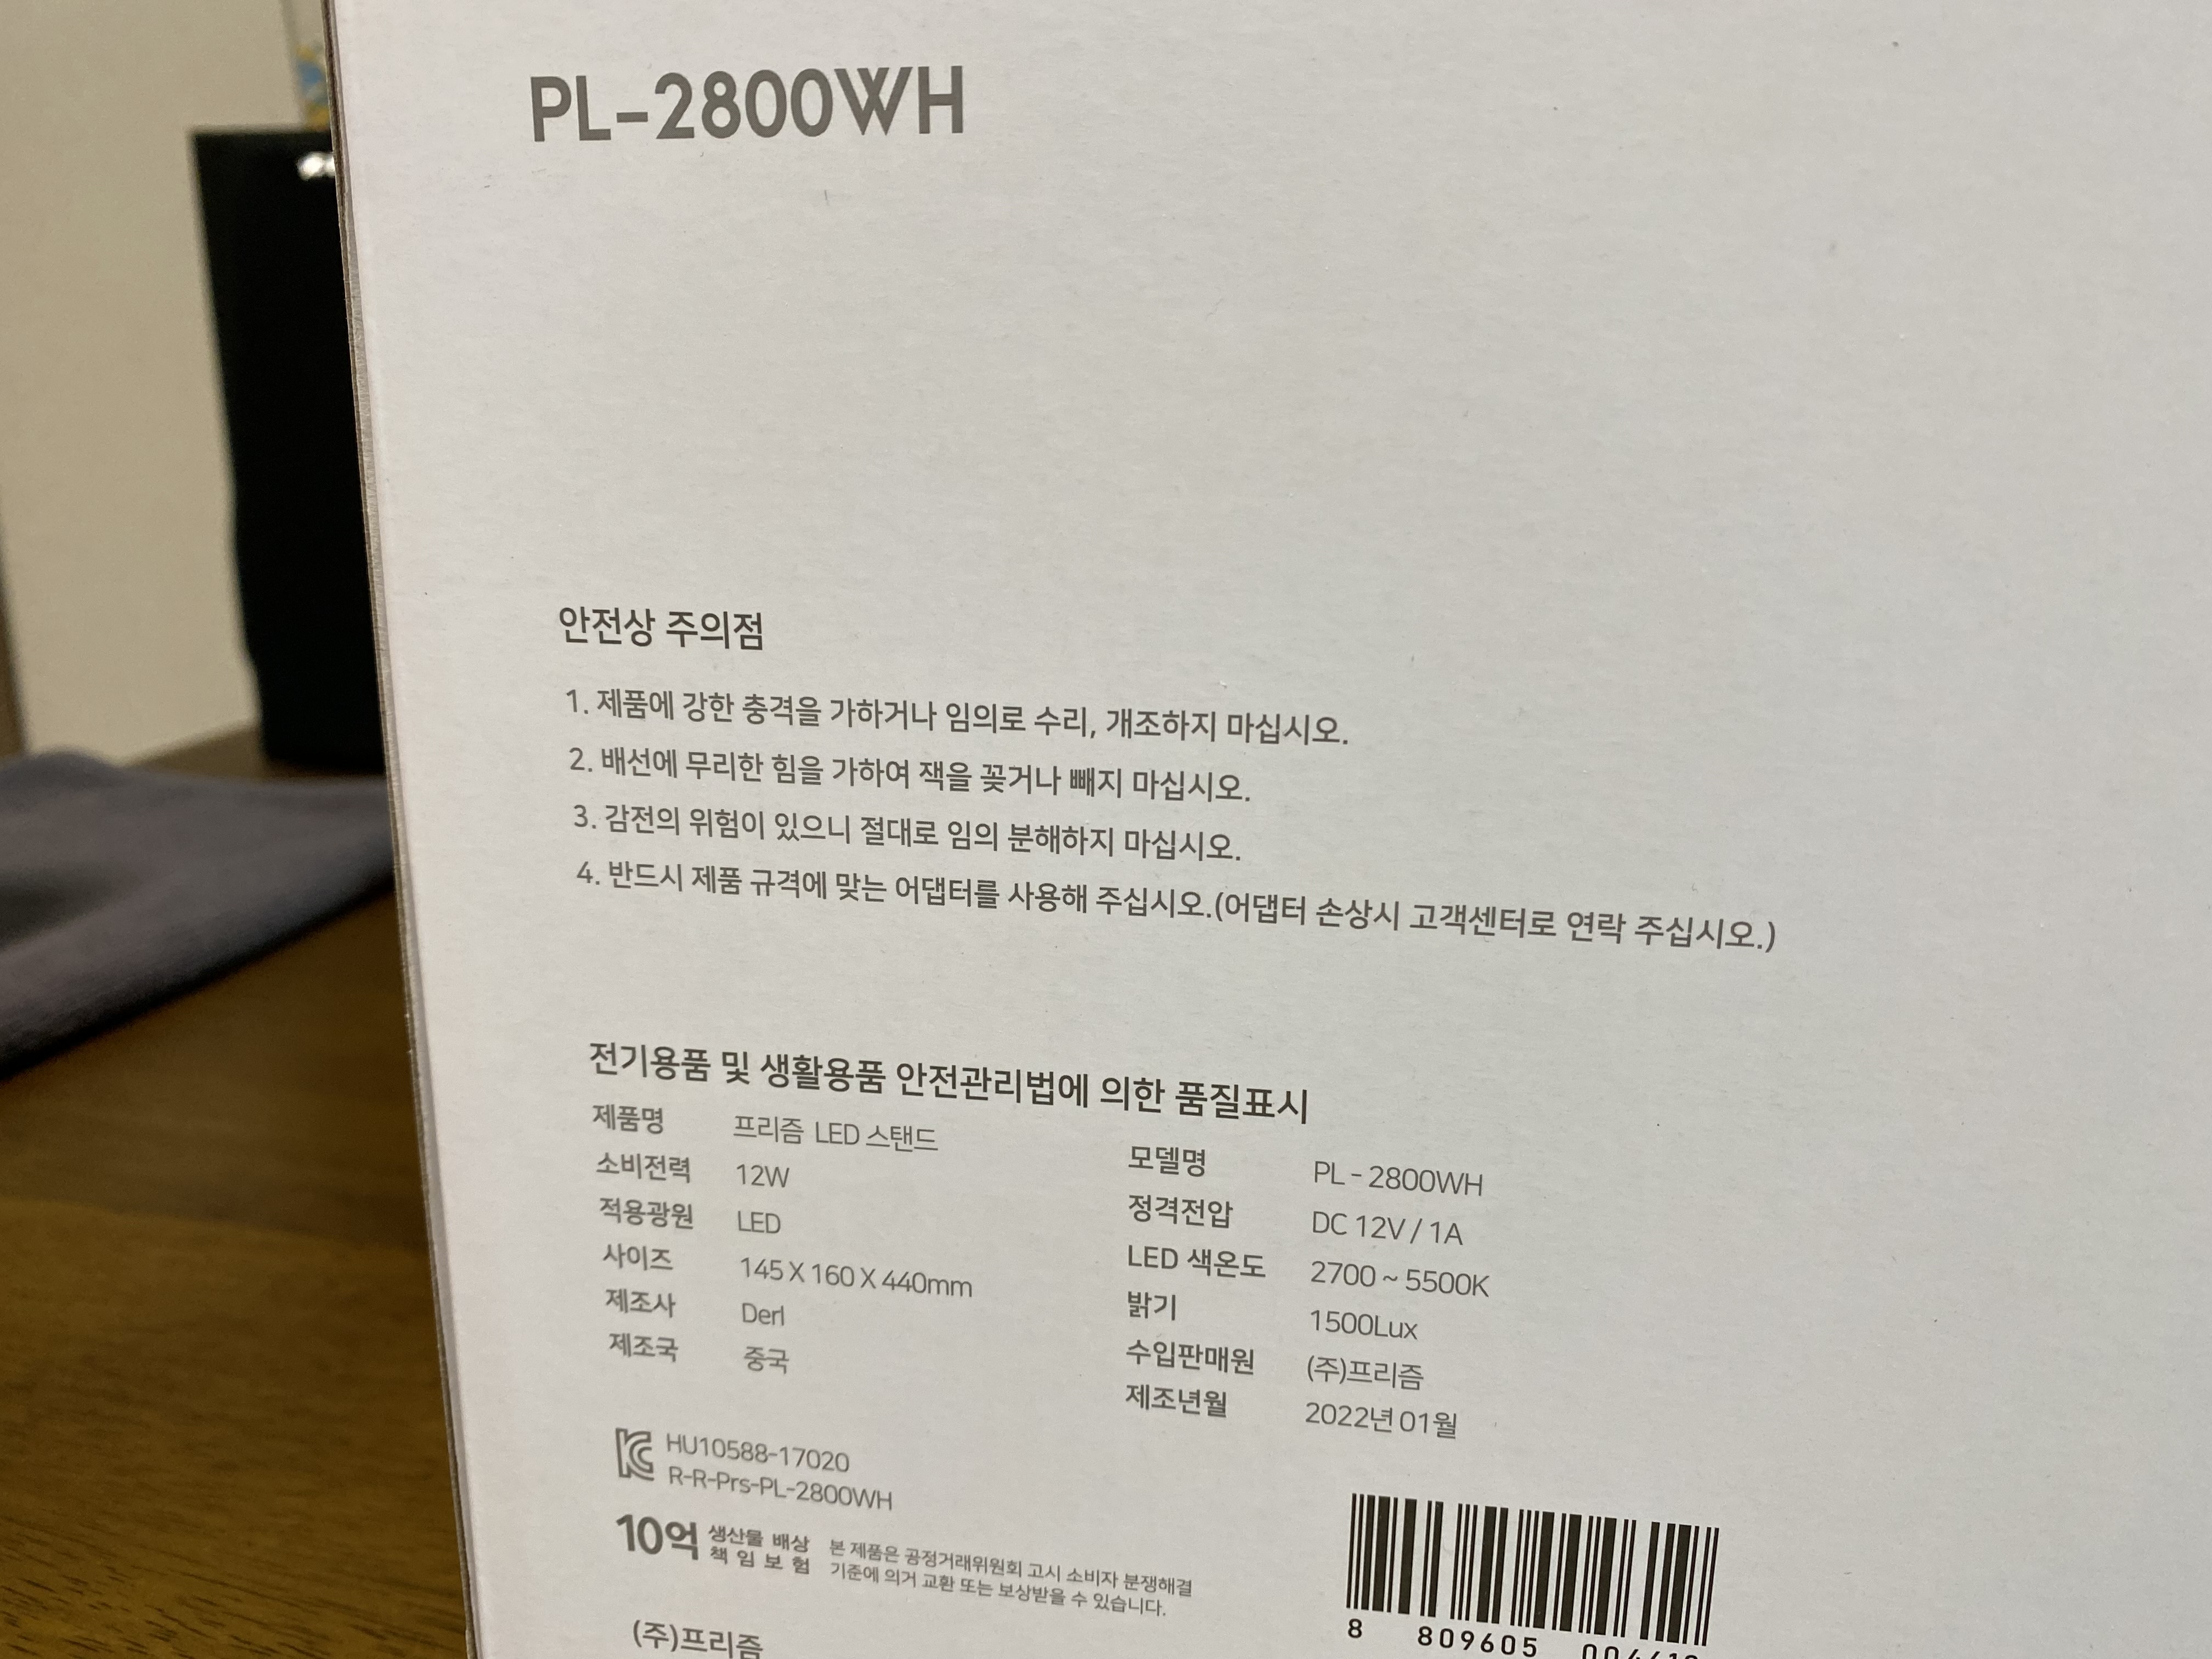 PL-2800WH
안전상 주의점
1. 제품에 강한 충격을 가하거나 임의로 수리, 개조하지 마십시오.
2. 배선에 무리한 힘을 가하여 잭을 꽂거나 빼지 마십시오.
3. 감전의 위험이 있으니 절대로 임의 분해하지 마십시오.
4. 반드시 제품 규격에 맞는 어댑터를 사용해 주십시오.(어댑터 손상시 고객센터로 연락 주십시오.)
전기용품 및 생활용품 안전관리법에 의한 품질표시
제품명 프리즘 LED 스탠드
소비전력 12W
적용광원 LED
사이즈 145 X 160 X 440mm
제조사 Derl
제조국 중국
모델명 PL - 2800WH
정격전압 DC 12V / 1A
LED 색온도 2700 ~ 5500K
밝기 1500Lux
수입판매원 (주)프리즘
제조년월 2022년 01월
HU10588-17020
R-R-Prs-PL-2800WH
10억 생산물 배상
책 임 보 험
본 제품은 공정거래위원회 고시 소비자 분쟁해결
기준에 의거 교환 또는 보상받을 수 있습니다.
(주)프리즘
8 809605